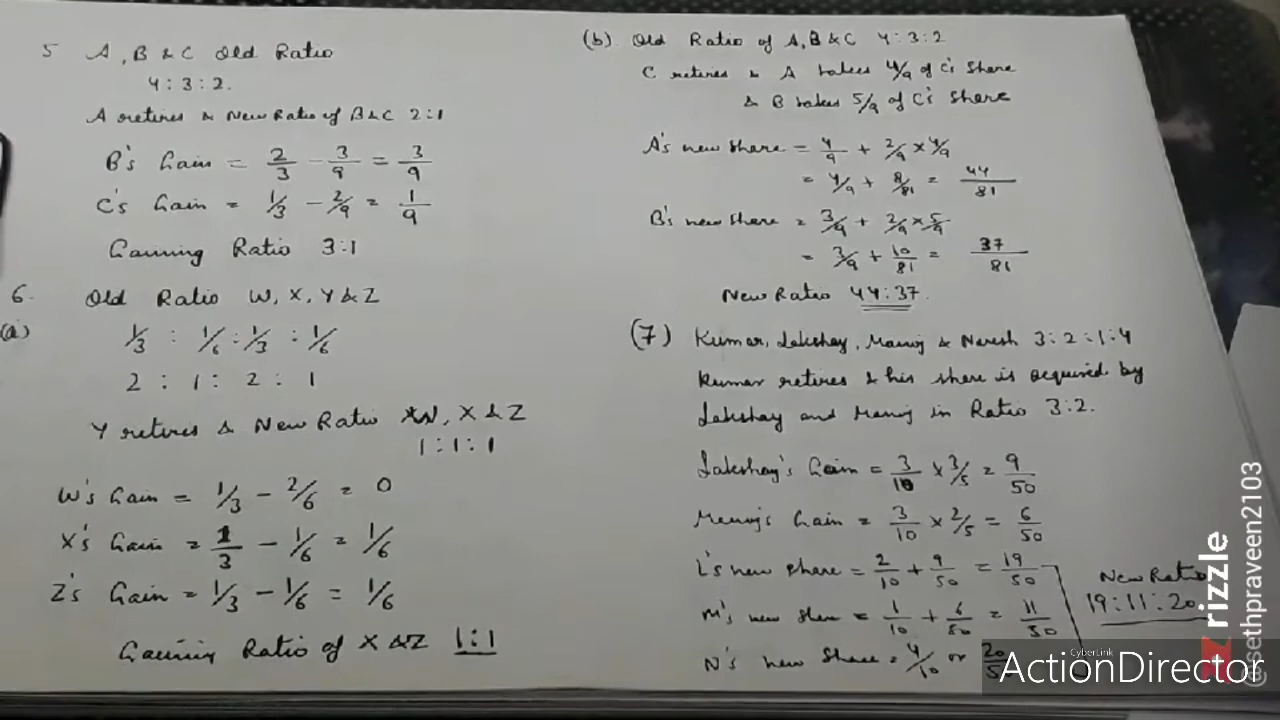 5 A, B & C Old Ratio
4 : 3 : 2.
A retires & New Ratio of B & C 2:1
B's Gain = 2/3 - 3/9 = 3/9
C's Gain = 1/3 - 2/9 = 1/9
Gaining Ratio 3:1
6. Old Ratio W, X, Y & Z
(a) 1/3 : 1/6 : 1/3 : 1/6
2 : 1 : 2 : 1
Y retires & New Ratio W, X & Z
1 : 1 : 1
W's Gain = 1/3 - 2/6 = 0
X's Gain = 1/3 - 1/6 = 1/6
Z's Gain = 1/3 - 1/6 = 1/6
Gaining Ratio of X & Z 1:1
(b) Old Ratio of A, B & C 4:3:2
C retires & A takes 4/9 of C's Share
& B takes 5/9 of C's Share
A's new share = 4/9 + 2/9 × 4/9
= 4/9 + 8/81 = 44/81
B's new share = 3/9 + 2/9 × 5/9
= 3/9 + 10/81 = 37/81
New Ratio 44:37
(7) Kumar, Lakshay, Manoj & Naresh 3:2:1:4
Kumar retires & his share is acquired by
Lakshay and Manoj in Ratio 3:2.
Lakshay's Gain = 3/10 × 3/5 = 9/50
Manoj's Gain = 3/10 × 2/5 = 6/50
L's new share = 2/10 + 9/50 = 19/50
M's new share = 1/10 + 6/50 = 11/50
N's new Share = 4/10 or 20/50
New Ratio
19:11:20
CyberLink
ActionDirector
rizzle
@sethpraveen2103